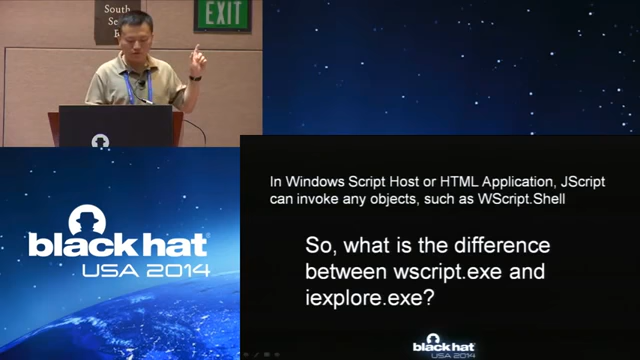 South
EXIT
In Windows Script Host or HTML Application, JScript
can invoke any objects, such as WScript.Shell
So, what is the difference
between wscript.exe and
iexplore.exe?
black hat
USA 2014
black hat
USA 2014